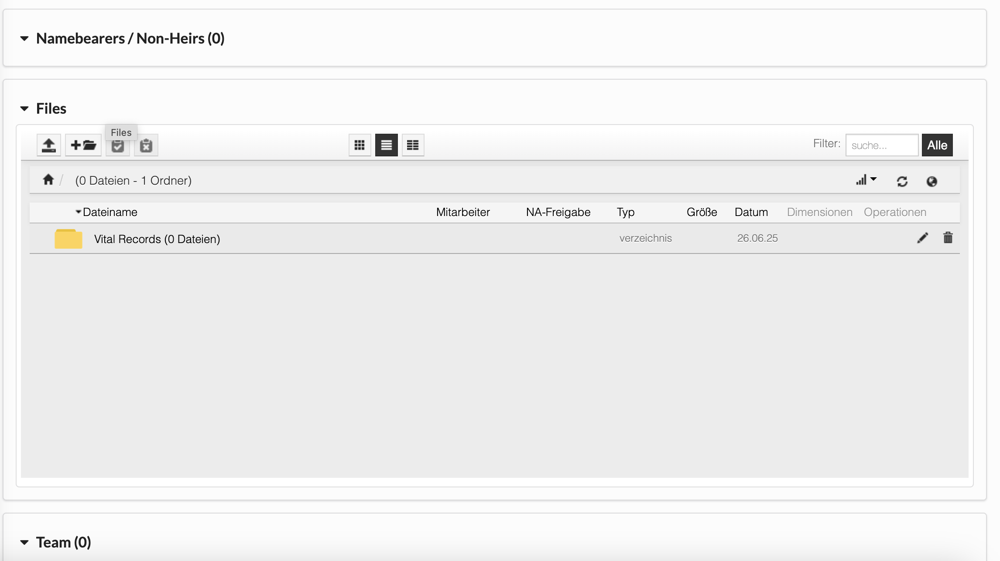 Namebearers / Non-Heirs (0)
Files
Files
Filter: suche... Alle
/ (0 Dateien - 1 Ordner)
Dateiname Mitarbeiter NA-Freigabe Typ Größe Datum Dimensionen Operationen
Vital Records (0 Dateien) verzeichnis 26.06.25
Team (0)